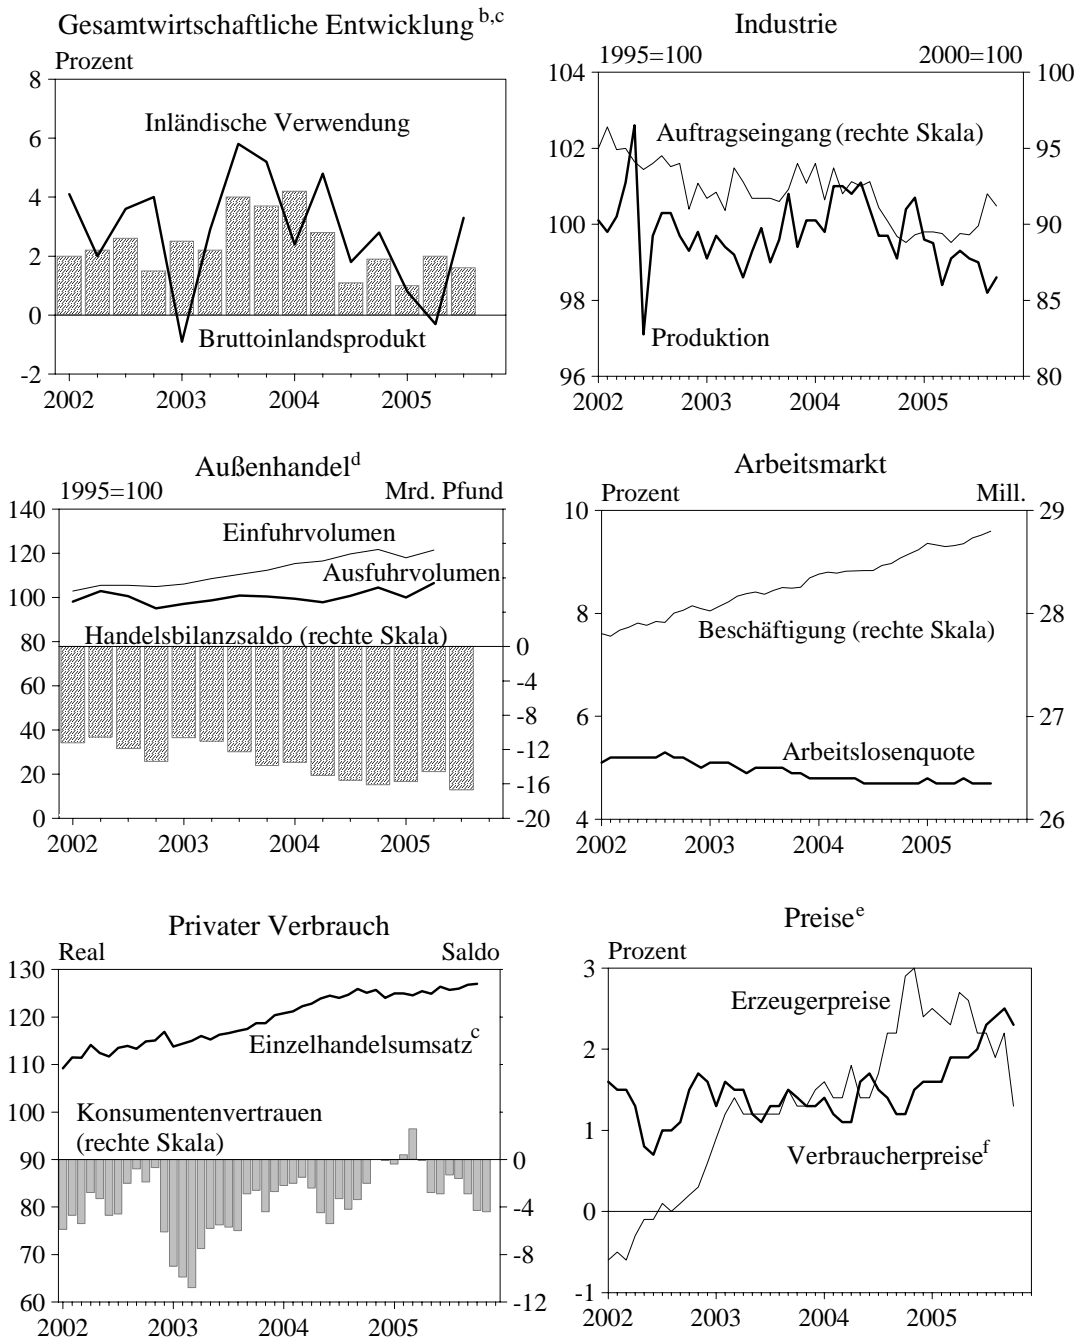 Gesamtwirtschaftliche Entwicklung b,c
Prozent
8
6
4
2
0
-2
Inländische Verwendung
Bruttoinlandsprodukt
2002 2003 2004 2005
Industrie
1995=100 2000=100
104
102
100
98
96
100
95
90
85
80
Auftragseingang (rechte Skala)
Produktion
2002 2003 2004 2005
Außenhandel d
1995=100 Mrd. Pfund
140
120
100
80
60
40
20
0
0
-4
-8
-12
-16
-20
Einfuhrvolumen
Ausfuhrvolumen
Handelsbilanzsaldo (rechte Skala)
2002 2003 2004 2005
Arbeitsmarkt
Prozent Mill.
10
8
6
4
29
28
27
26
Beschäftigung (rechte Skala)
Arbeitslosenquote
2002 2003 2004 2005
Privater Verbrauch
Real Saldo
130
120
110
100
90
80
70
60
0
-4
-8
-12
Einzelhandelsumsatz c
Konsumentenvertrauen
(rechte Skala)
2002 2003 2004 2005
Preise e
Prozent
3
2
1
0
-1
Erzeugerpreise
Verbraucherpreise f
2002 2003 2004 2005